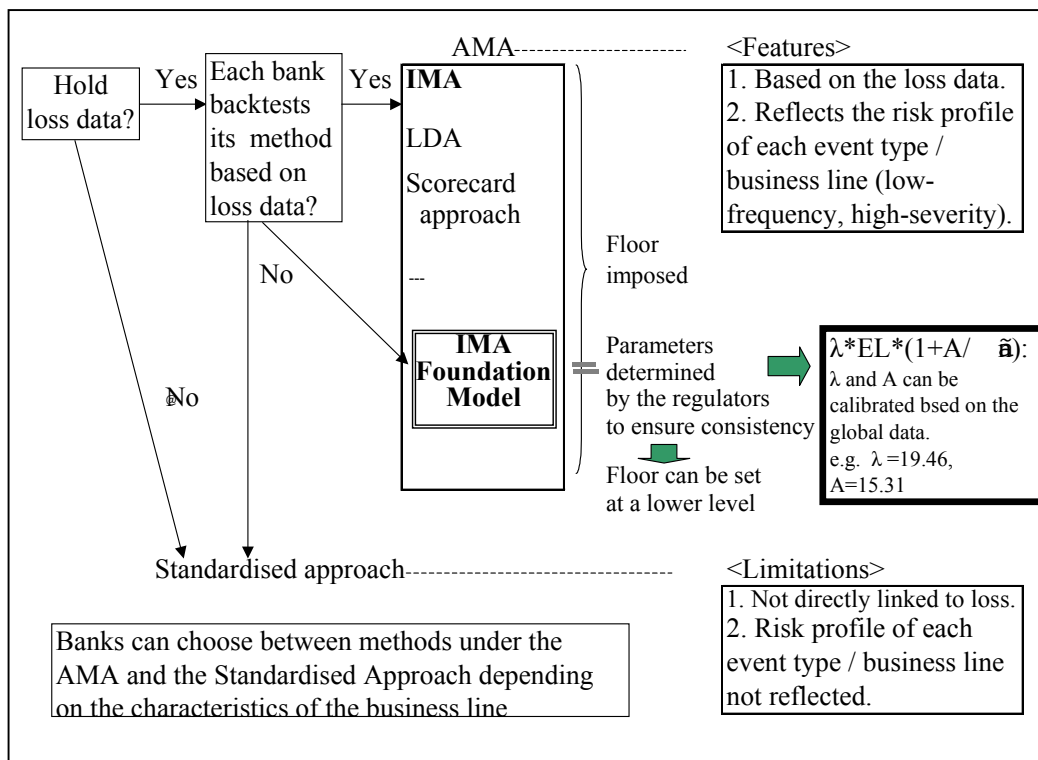 AMA
<Features>
Hold
loss data?
Yes
Each bank
backtests
its method
based on
loss data?
Yes
IMA
LDA
Scorecard
approach
---
IMA
Foundation
Model
1. Based on the loss data.
2. Reflects the risk profile
of each event type /
business line (low-
frequency, high-severity).
Floor
imposed
No
No
Parameters
determined
by the regulators
to ensure consistency
Floor can be set
at a lower level
λ*EL*(1+A/ ):
λ and A can be
calibrated bsed on the
global data.
e.g. λ =19.46,
A=15.31
Standardised approach
<Limitations>
1. Not directly linked to loss.
2. Risk profile of each
event type / business line
not reflected.
Banks can choose between methods under the
AMA and the Standardised Approach depending
on the characteristics of the business line